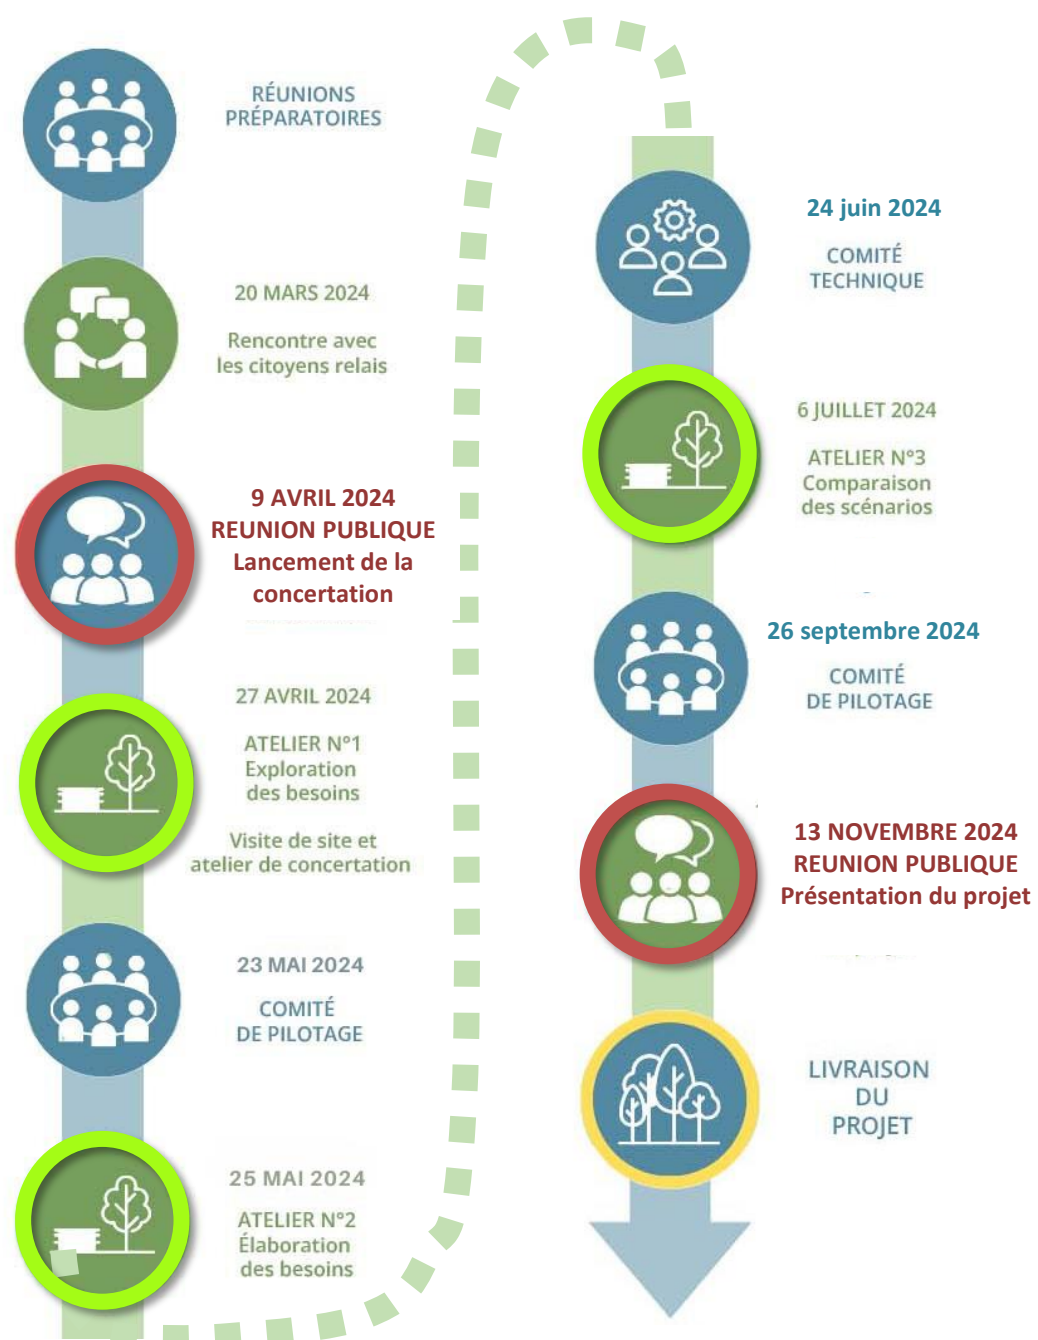 RÉUNIONS
PRÉPARATOIRES
20 MARS 2024
Rencontre avec
les citoyens relais
9 AVRIL 2024
REUNION PUBLIQUE
Lancement de la
concertation
27 AVRIL 2024
ATELIER N°1
Exploration
des besoins
Visite de site et
atelier de concertation
23 MAI 2024
COMITÉ
DE PILOTAGE
25 MAI 2024
ATELIER N°2
Élaboration
des besoins
24 juin 2024
COMITÉ
TECHNIQUE
6 JUILLET 2024
ATELIER N°3
Comparaison
des scénarios
26 septembre 2024
COMITÉ
DE PILOTAGE
13 NOVEMBRE 2024
REUNION PUBLIQUE
Présentation du projet
LIVRAISON
DU
PROJET